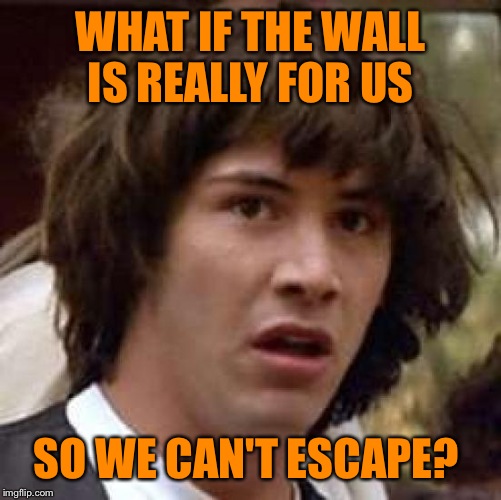 WHAT IF THE WALL
IS REALLY FOR US
SO WE CAN'T ESCAPE?
imgflip.com